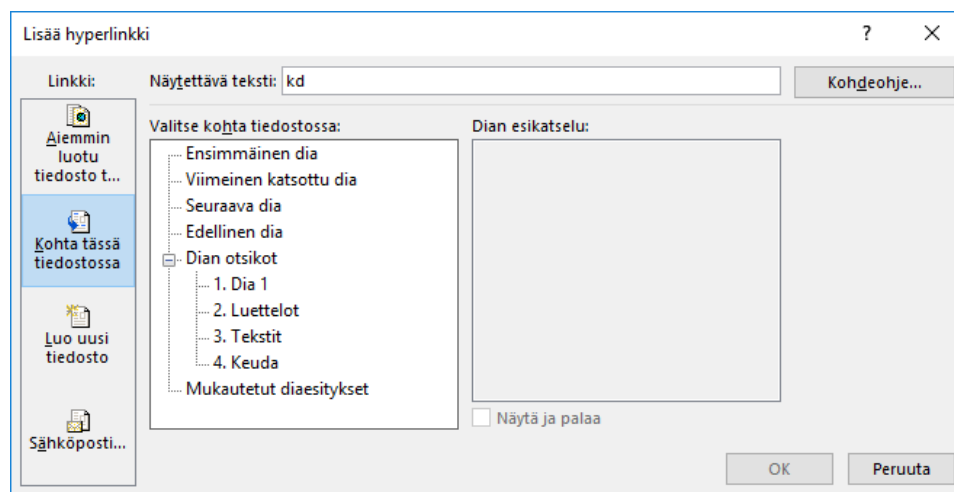 Lisää hyperlinkki
?
Linkki:
Näytettävä teksti: kd
Kohdeohje...
Aiemmin
luotu
tiedosto t...
Kohta tässä
tiedostossa
Luo uusi
tiedosto
Sähköposti...
Valitse kohta tiedostossa:
Ensimmäinen dia
Viimeinen katsottu dia
Seuraava dia
Edellinen dia
Dian otsikot
1. Dia 1
2. Luettelot
3. Tekstit
4. Keuda
Mukautetut diaesitykset
Dian esikatselu:
Näytä ja palaa
OK
Peruuta